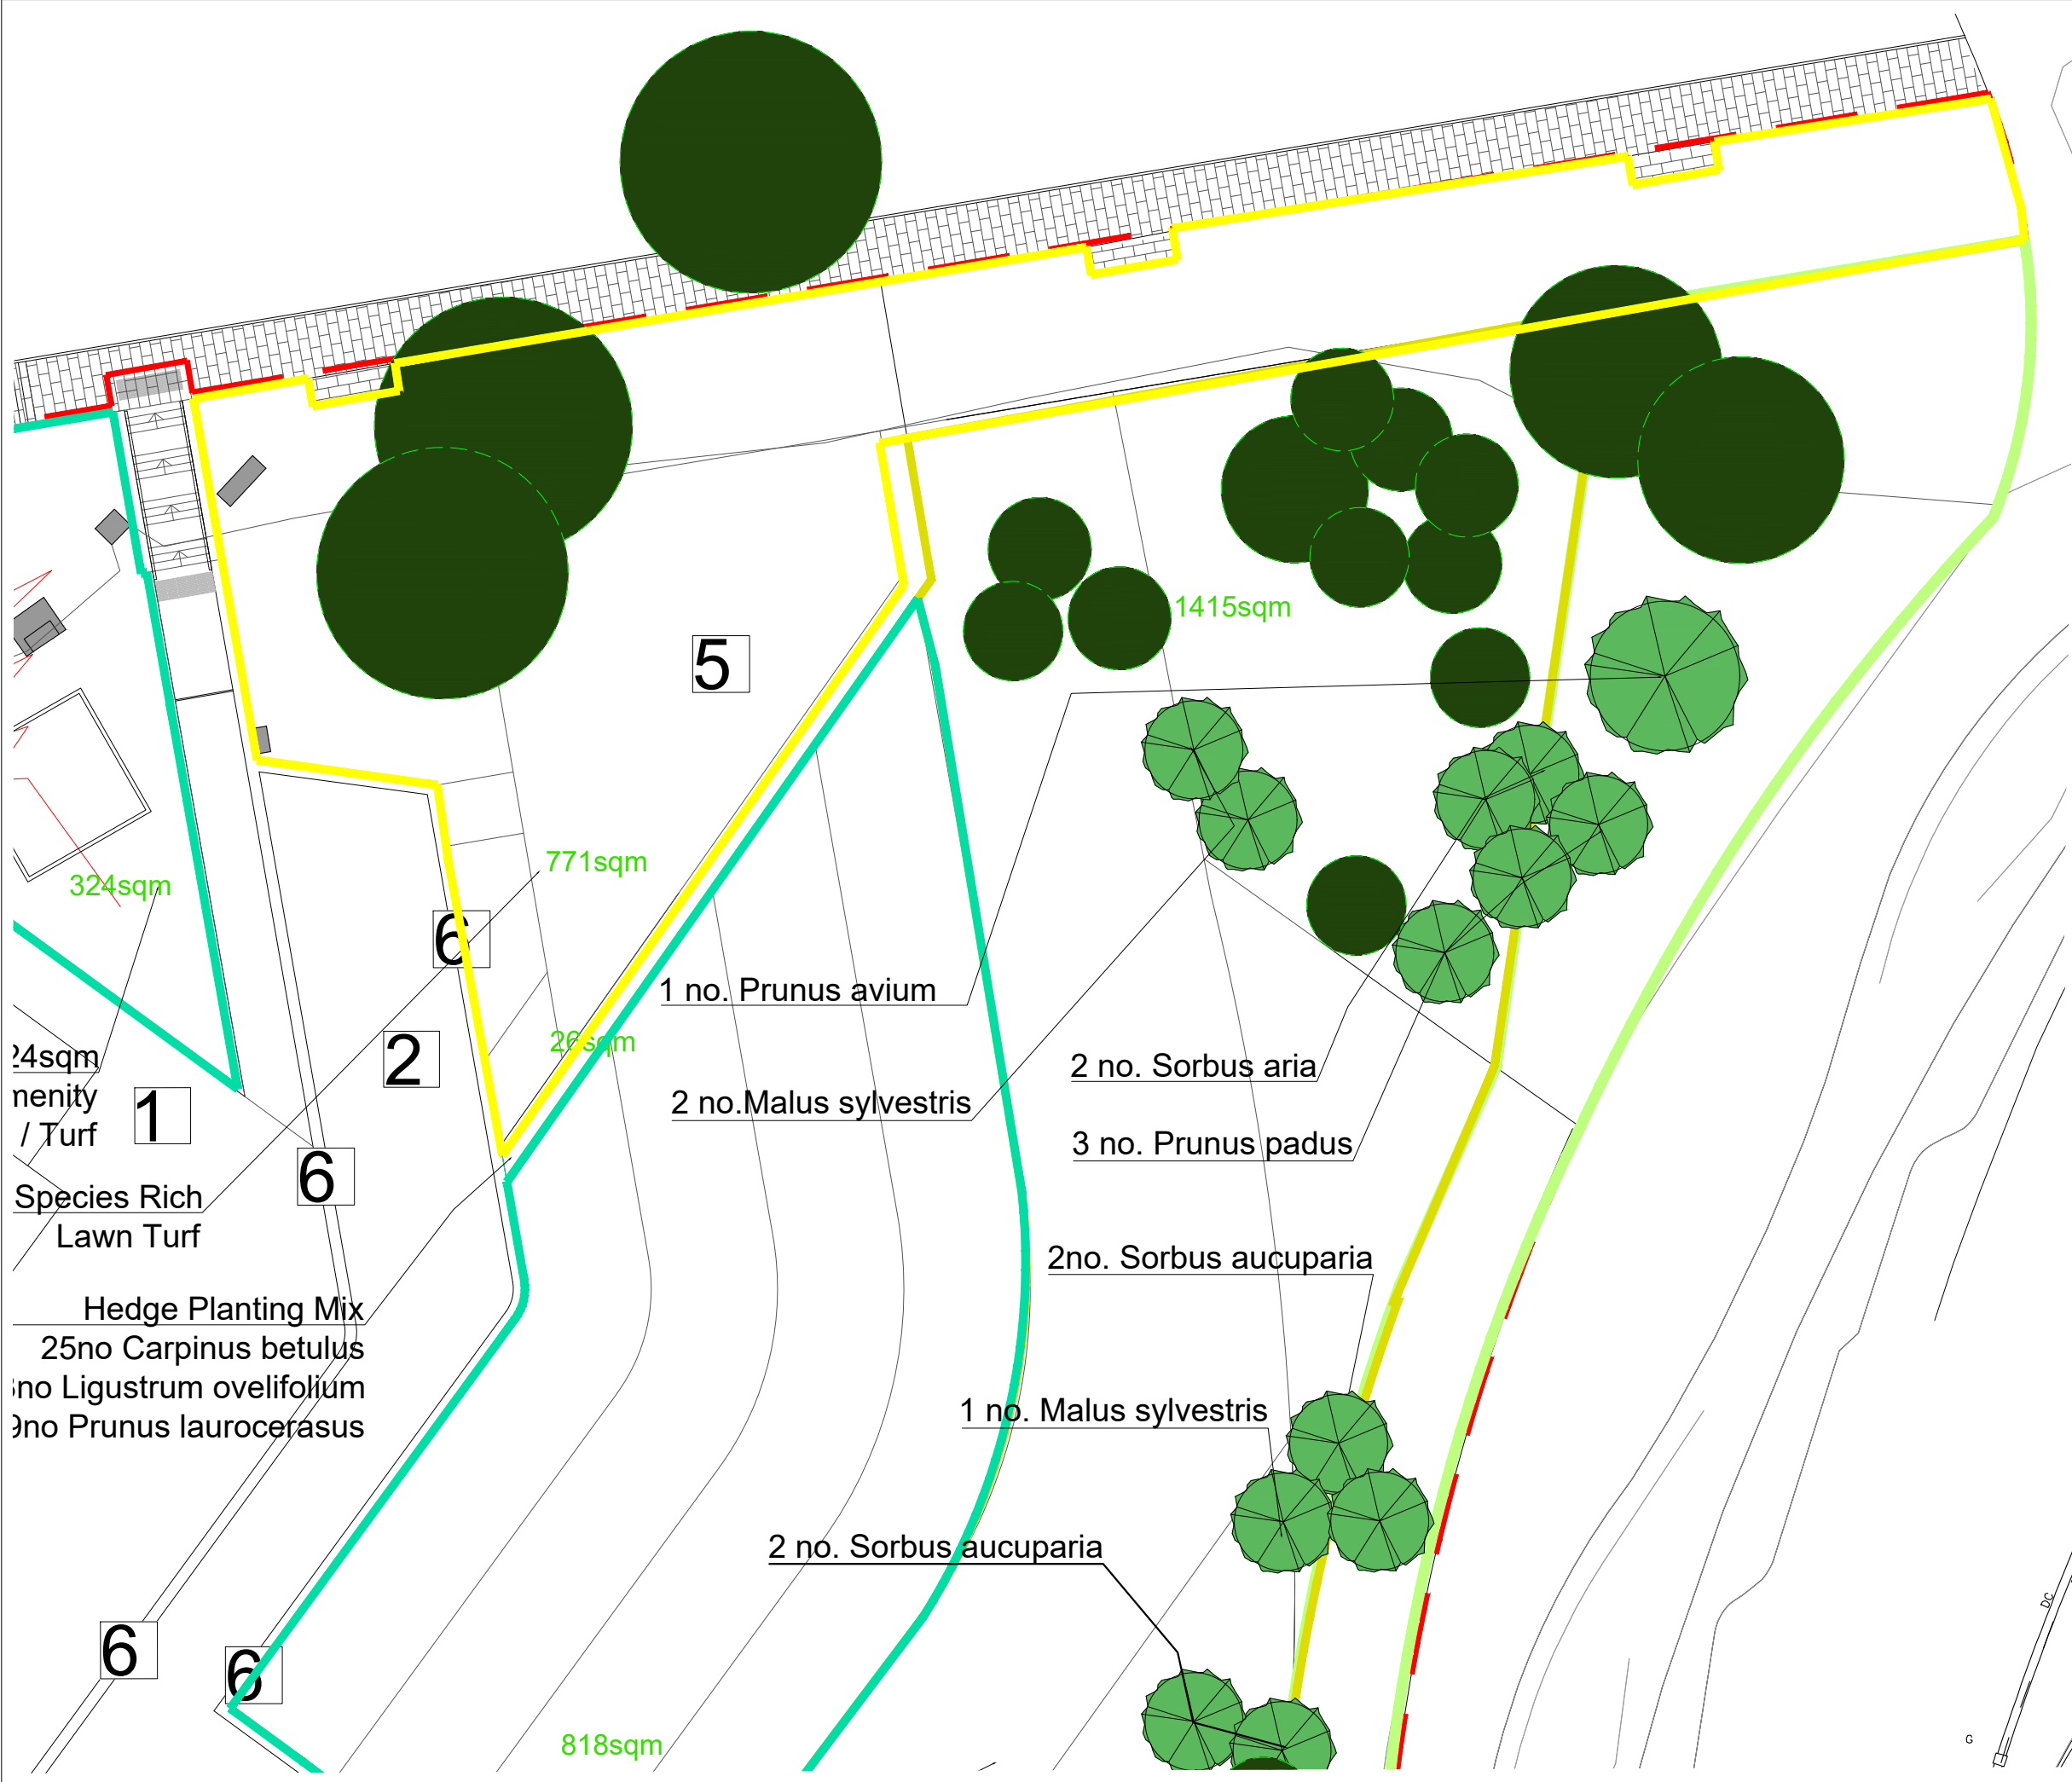 5
1415sqm
771sqm
324sqm
6
1 no. Prunus avium
26sqm
2
24sqm
menity
/ Turf
1
2 no. Sorbus aria
2 no.Malus sylvestris
3 no. Prunus padus
6
Species Rich
Lawn Turf
2no. Sorbus aucuparia
Hedge Planting Mix
25no Carpinus betulus
no Ligustrum ovelifolium
no Prunus laurocerasus
1 no. Malus sylvestris
2 no. Sorbus aucuparia
6
6
818sqm
DC
G